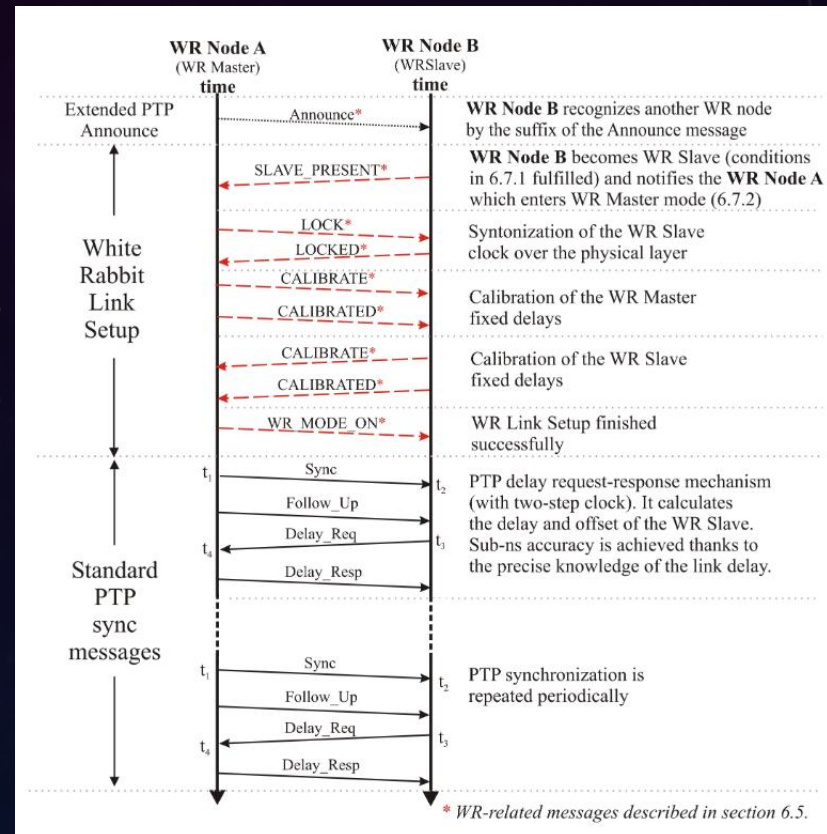 WR Node A
(WR Master)
time
WR Node B
(WRSlave)
time
Extended PTP
Announce
Announce*
WR Node B recognizes another WR node
by the suffix of the Announce message
White
Rabbit
Link
Setup
SLAVE_PRESENT*
WR Node B becomes WR Slave (conditions
in 6.7.1 fulfilled) and notifies the WR Node A
which enters WR Master mode (6.7.2)
LOCK*
LOCKED*
Syntonization of the WR Slave
clock over the physical layer
CALIBRATE*
CALIBRATED*
Calibration of the WR Master
fixed delays
CALIBRATE*
CALIBRATED*
Calibration of the WR Slave
fixed delays
WR_MODE_ON*
WR Link Setup finished
successfully
Standard
PTP
sync
messages
t1
Sync
t2
Follow_Up
Delay_Req
t3
t4
Delay_Resp
PTP delay request-response mechanism
(with two-step clock). It calculates
the delay and offset of the WR Slave.
Sub-ns accuracy is achieved thanks to
the precise knowledge of the link delay.
t1
Sync
t2
Follow_Up
Delay_Req
t3
t4
Delay_Resp
PTP synchronization is
repeated periodically
* WR-related messages described in section 6.5.